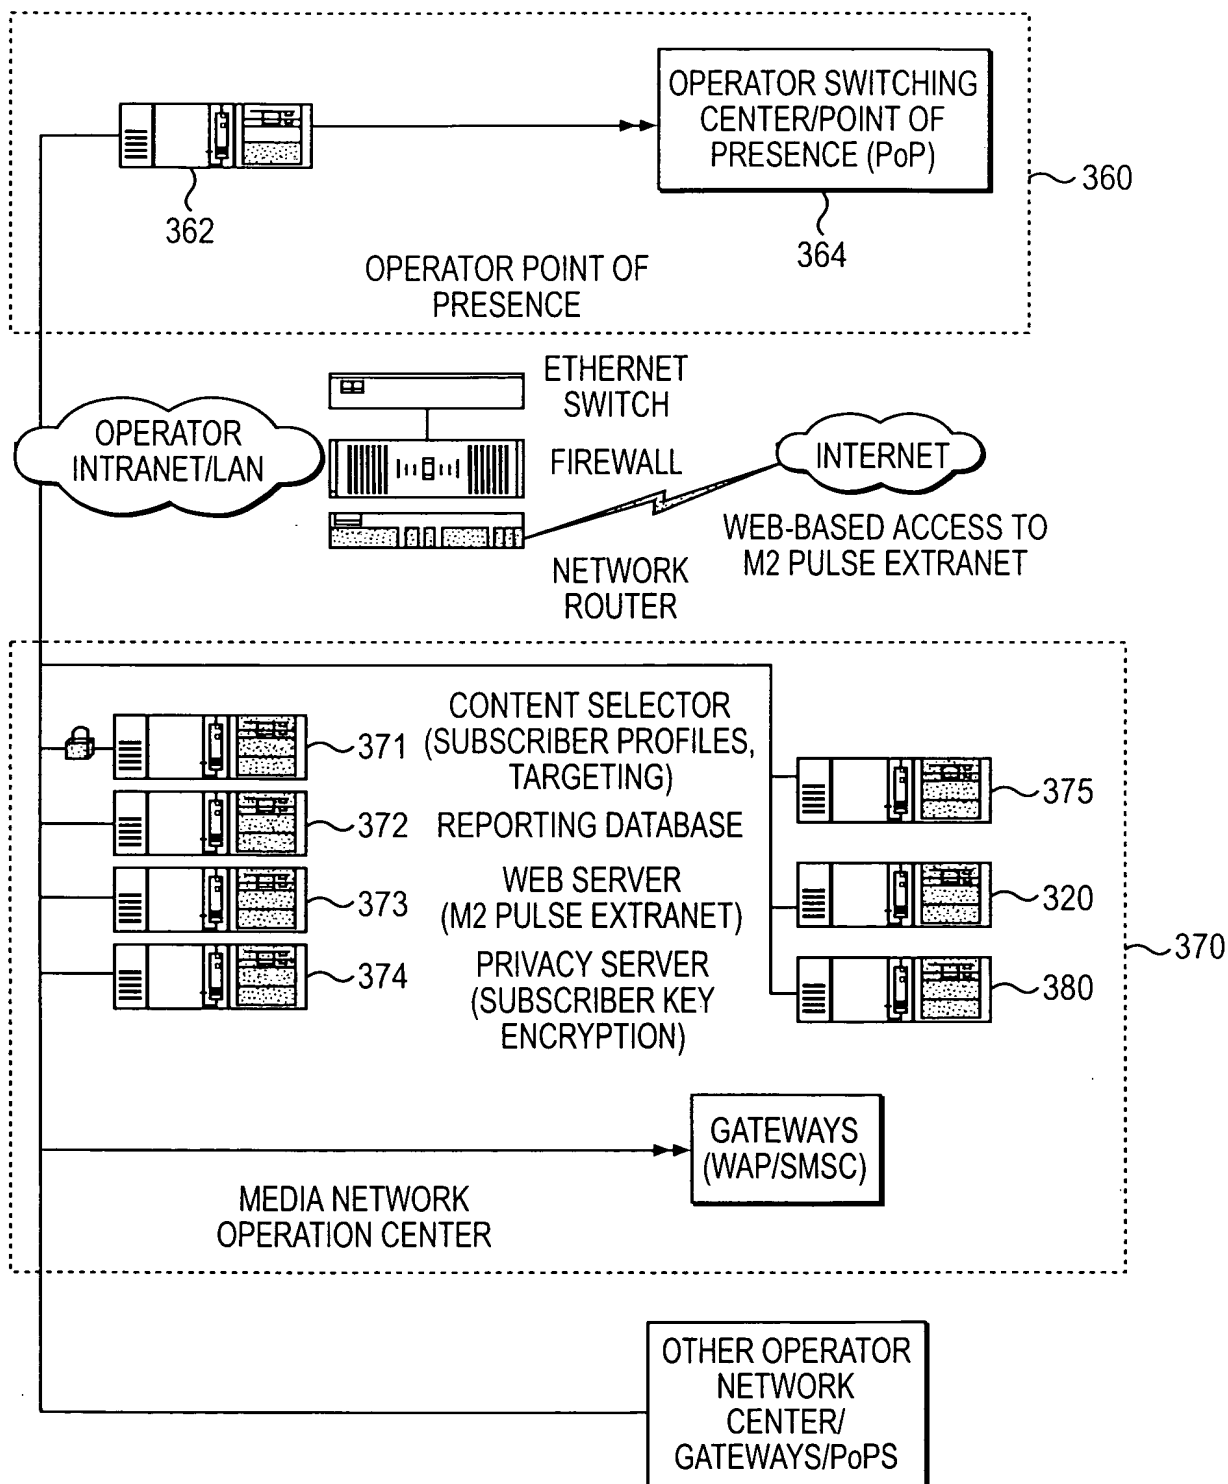 OPERATOR SWITCHING
CENTER/POINT OF
PRESENCE (PoP)
360
362
364
OPERATOR POINT OF
PRESENCE
ETHERNET
SWITCH
OPERATOR
INTRANET/LAN
FIREWALL
INTERNET
WEB-BASED ACCESS TO
M2 PULSE EXTRANET
NETWORK
ROUTER
371
CONTENT SELECTOR
(SUBSCRIBER PROFILES,
TARGETING)
375
372
REPORTING DATABASE
373
WEB SERVER
(M2 PULSE EXTRANET)
320
370
374
PRIVACY SERVER
(SUBSCRIBER KEY
ENCRYPTION)
380
GATEWAYS
(WAP/SMSC)
MEDIA NETWORK
OPERATION CENTER
OTHER OPERATOR
NETWORK
CENTER/
GATEWAYS/PoPS